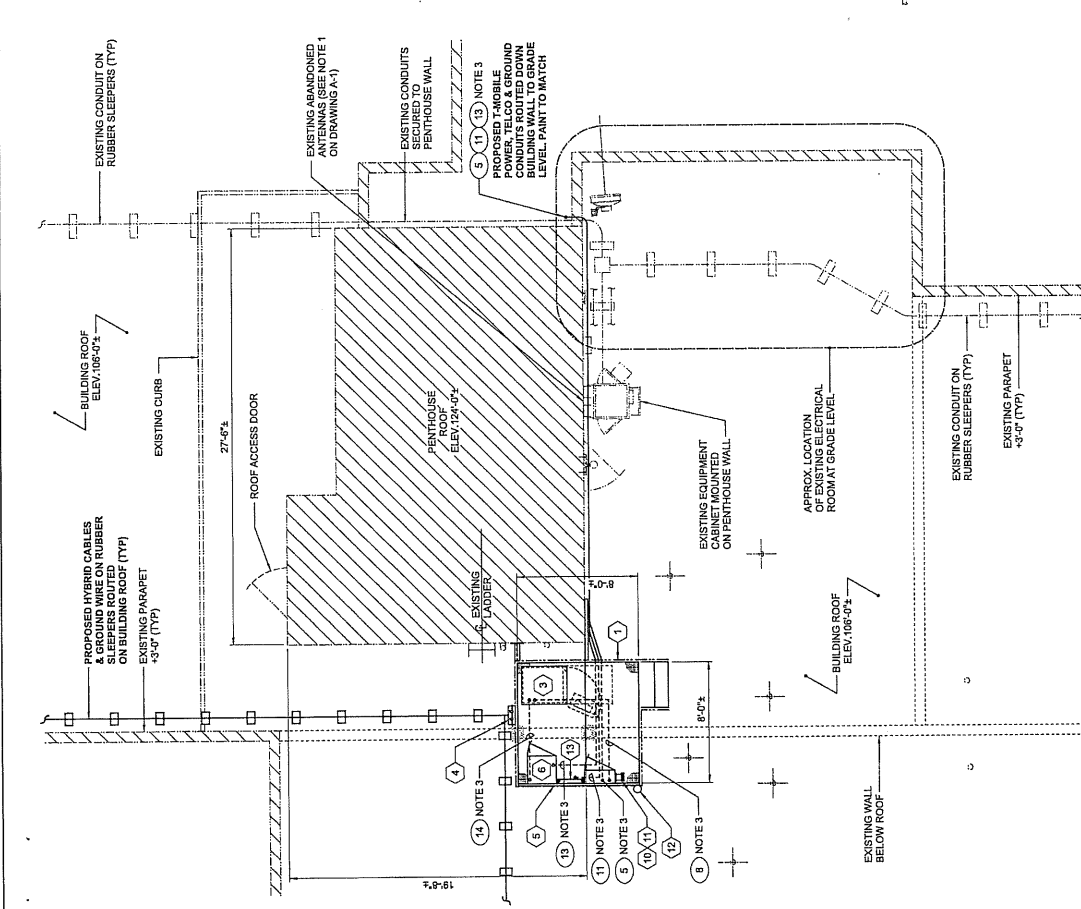 EXISTING CONDUIT ON
RUBBER SLEEPERS (TYP)
EXISTING ABANDONED
ANTENNAS (SEE NOTE 1
ON DRAWING A-1)
EXISTING CONDUITS
SECURED TO
PENTHOUSE WALL
5 11 13 NOTE 3
PROPOSED T-MOBILE
POWER, TELCO & GROUND
CONDUITS ROUTED DOWN
BUILDING WALL TO GRADE
LEVEL. PAINT TO MATCH
BUILDING ROOF
ELEV.106'-0"±
EXISTING CURB
27'-6"±
ROOF ACCESS DOOR
PENTHOUSE
ROOF
ELEV.124'-0"±
PROPOSED HYBRID CABLES
& GROUND WIRE ON RUBBER
SLEEPERS ROUTED
ON BUILDING ROOF (TYP)
EXISTING PARAPET
+3'-0" (TYP)
EXISTING
LADDER
8'-0"±
EXISTING EQUIPMENT
CABINET MOUNTED
ON PENTHOUSE WALL
APPROX. LOCATION
OF EXISTING ELECTRICAL
ROOM AT GRADE LEVEL
EXISTING CONDUIT ON
RUBBER SLEEPERS (TYP)
EXISTING PARAPET
+3'-0" (TYP)
BUILDING ROOF
ELEV.106'-0"±
1
3
8'-0"±
4
14 NOTE 3
6
13
5
13 NOTE 3
11 NOTE 3
5 NOTE 3
10 11
12
8 NOTE 3
19'-8"±
EXISTING WALL
BELOW ROOF